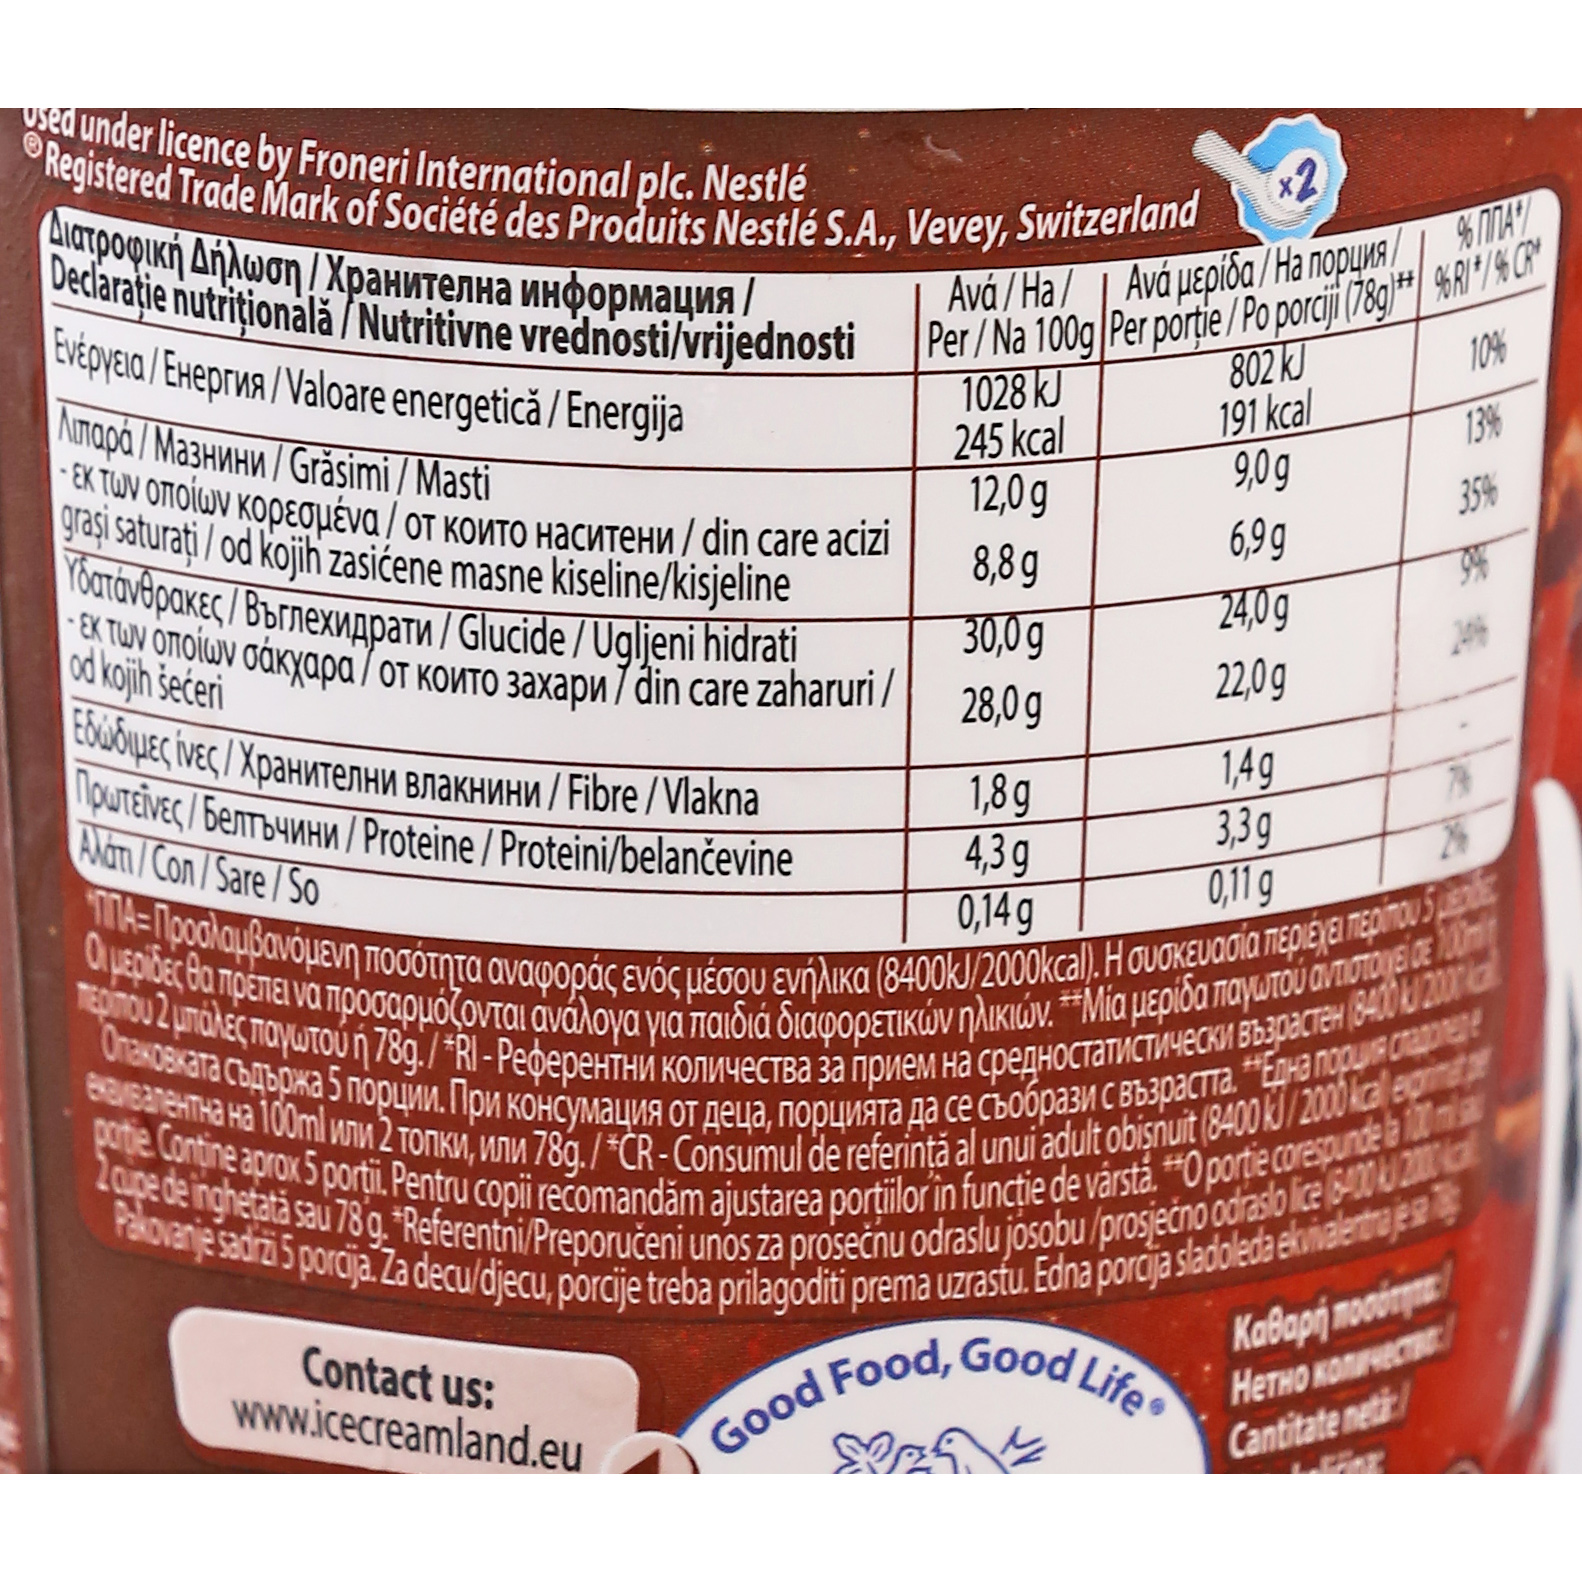 Used under licence by Froneri International plc. Nestlé
® Registered Trade Mark of Société des Produits Nestlé S.A., Vevey, Switzerland
x2
Διατροφική Δήλωση / Хранителна информация /
Declarație nutrițională / Nutritivne vrednosti/vrijednosti
Ανά / На /
Per / Na 100g
Ανά μερίδα / На порция /
Per porție / Po porciji (78g)**
% ΠΠΑ*/
%RI*/% CR*
Ενέργεια / Енергия / Valoare energetică / Energija
1028 kJ 802 kJ 10%
245 kcal 191 kcal
Λιπαρά / Мазнини / Grăsimi / Masti 12,0 g 9,0 g 13%
- εκ των οποίων κορεσμένα / от които наситени / din care acizi
grași saturați / od kojih zasićene masne kiseline/kisjeline 8,8 g 6,9 g 35%
Υδατάνθρακες / Въглехидрати / Glucide / Ugljeni hidrati 30,0 g 24,0 g 9%
- εκ των οποίων σάκχαρα / от които захари / din care zaharuri /
od kojih šećeri 28,0 g 22,0 g 24%
Εδώδιμες ίνες / Хранителни влакнини / Fibre / Vlakna 1,8 g 1,4 g -
Πρωτεΐνες / Белтъчини / Proteine / Proteini/belančevine 4,3 g 3,3 g 7%
Αλάτι / Сол / Sare / So 0,14 g 0,11 g 2%
*ΠΠΑ= Προσλαμβανόμενη ποσότητα αναφοράς ενός μέσου ενήλικα (8400kJ/2000kcal). Η συσκευασία περιέχει περίπου 5 μερίδες.
Οι μερίδες θα πρέπει να προσαρμόζονται ανάλογα για παιδιά διαφορετικών ηλικιών. **Μία μερίδα παγωτού αντιστοιχεί σε 100ml ή
περίπου 2 μπάλες παγωτού ή 78g. / *RI - Референтни количества за прием на средностатистически възрастен (8400 kJ/ 2000 kcal).
Опаковката съдържа 5 порции. При консумация от деца, порцията да се съобрази с възрастта. **Една порция сладолед е
еквивалентна на 100ml или 2 топки, или 78g. / *CR - Consumul de referință al unui adult obișnuit (8400 kJ / 2000 kcal) exprimat per
porție. Conține aprox 5 porții. Pentru copii recomandăm ajustarea porțiilor în funcție de vârstă. **O porție corespunde la 100 ml sau
2 cupe de înghețată sau 78 g. *Referentni/Preporučeni unos za prosečnu odraslu josobu /prosječno odraslo lice (8400 kJ/ 2000 kcal).
Pakovanje sadrži 5 porcija. Za decu/djecu, porcije treba prilagoditi prema uzrastu. Edna porcija sladoleda ekvivalentna je sa 78g
Contact us:
www.icecreamland.eu
Good Food, Good Life®
Καθαρή ποσότητα: /
Нетно количество: /
Cantitate netă: /